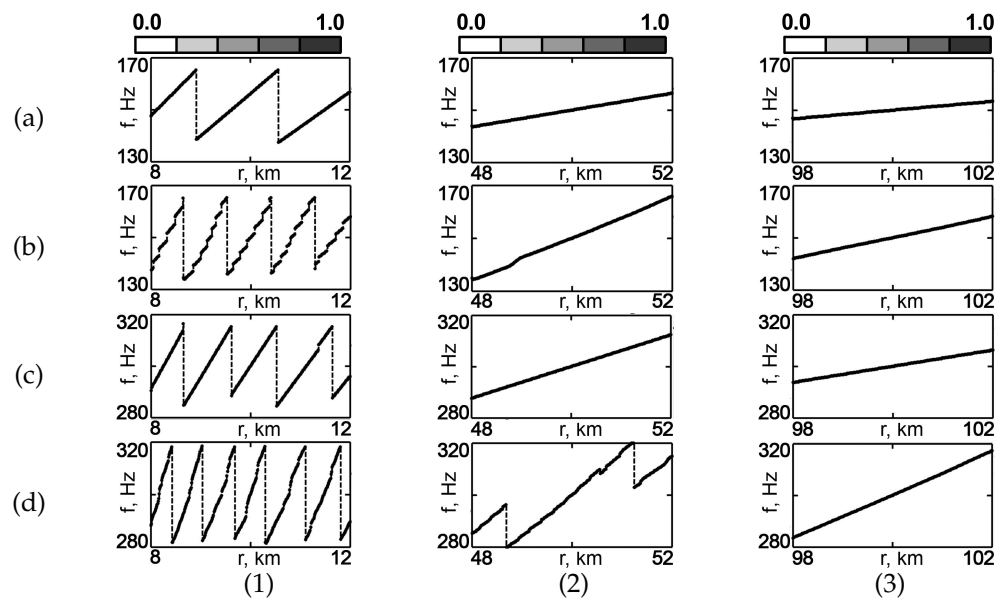 0.0 1.0 0.0 1.0 0.0 1.0
(a)
170 170 170
f, Hz f, Hz f, Hz
130 130 130
8 r, km 12 48 r, km 52 98 r, km 102
(b)
170 170 170
f, Hz f, Hz f, Hz
130 130 130
8 r, km 12 48 r, km 52 98 r, km 102
(c)
320 320 320
f, Hz f, Hz f, Hz
280 280 280
8 r, km 12 48 r, km 52 98 r, km 102
(d)
320 320 320
f, Hz f, Hz f, Hz
280 280 280
8 r, km 12 48 r, km 52 98 r, km 102
(1) (2) (3)